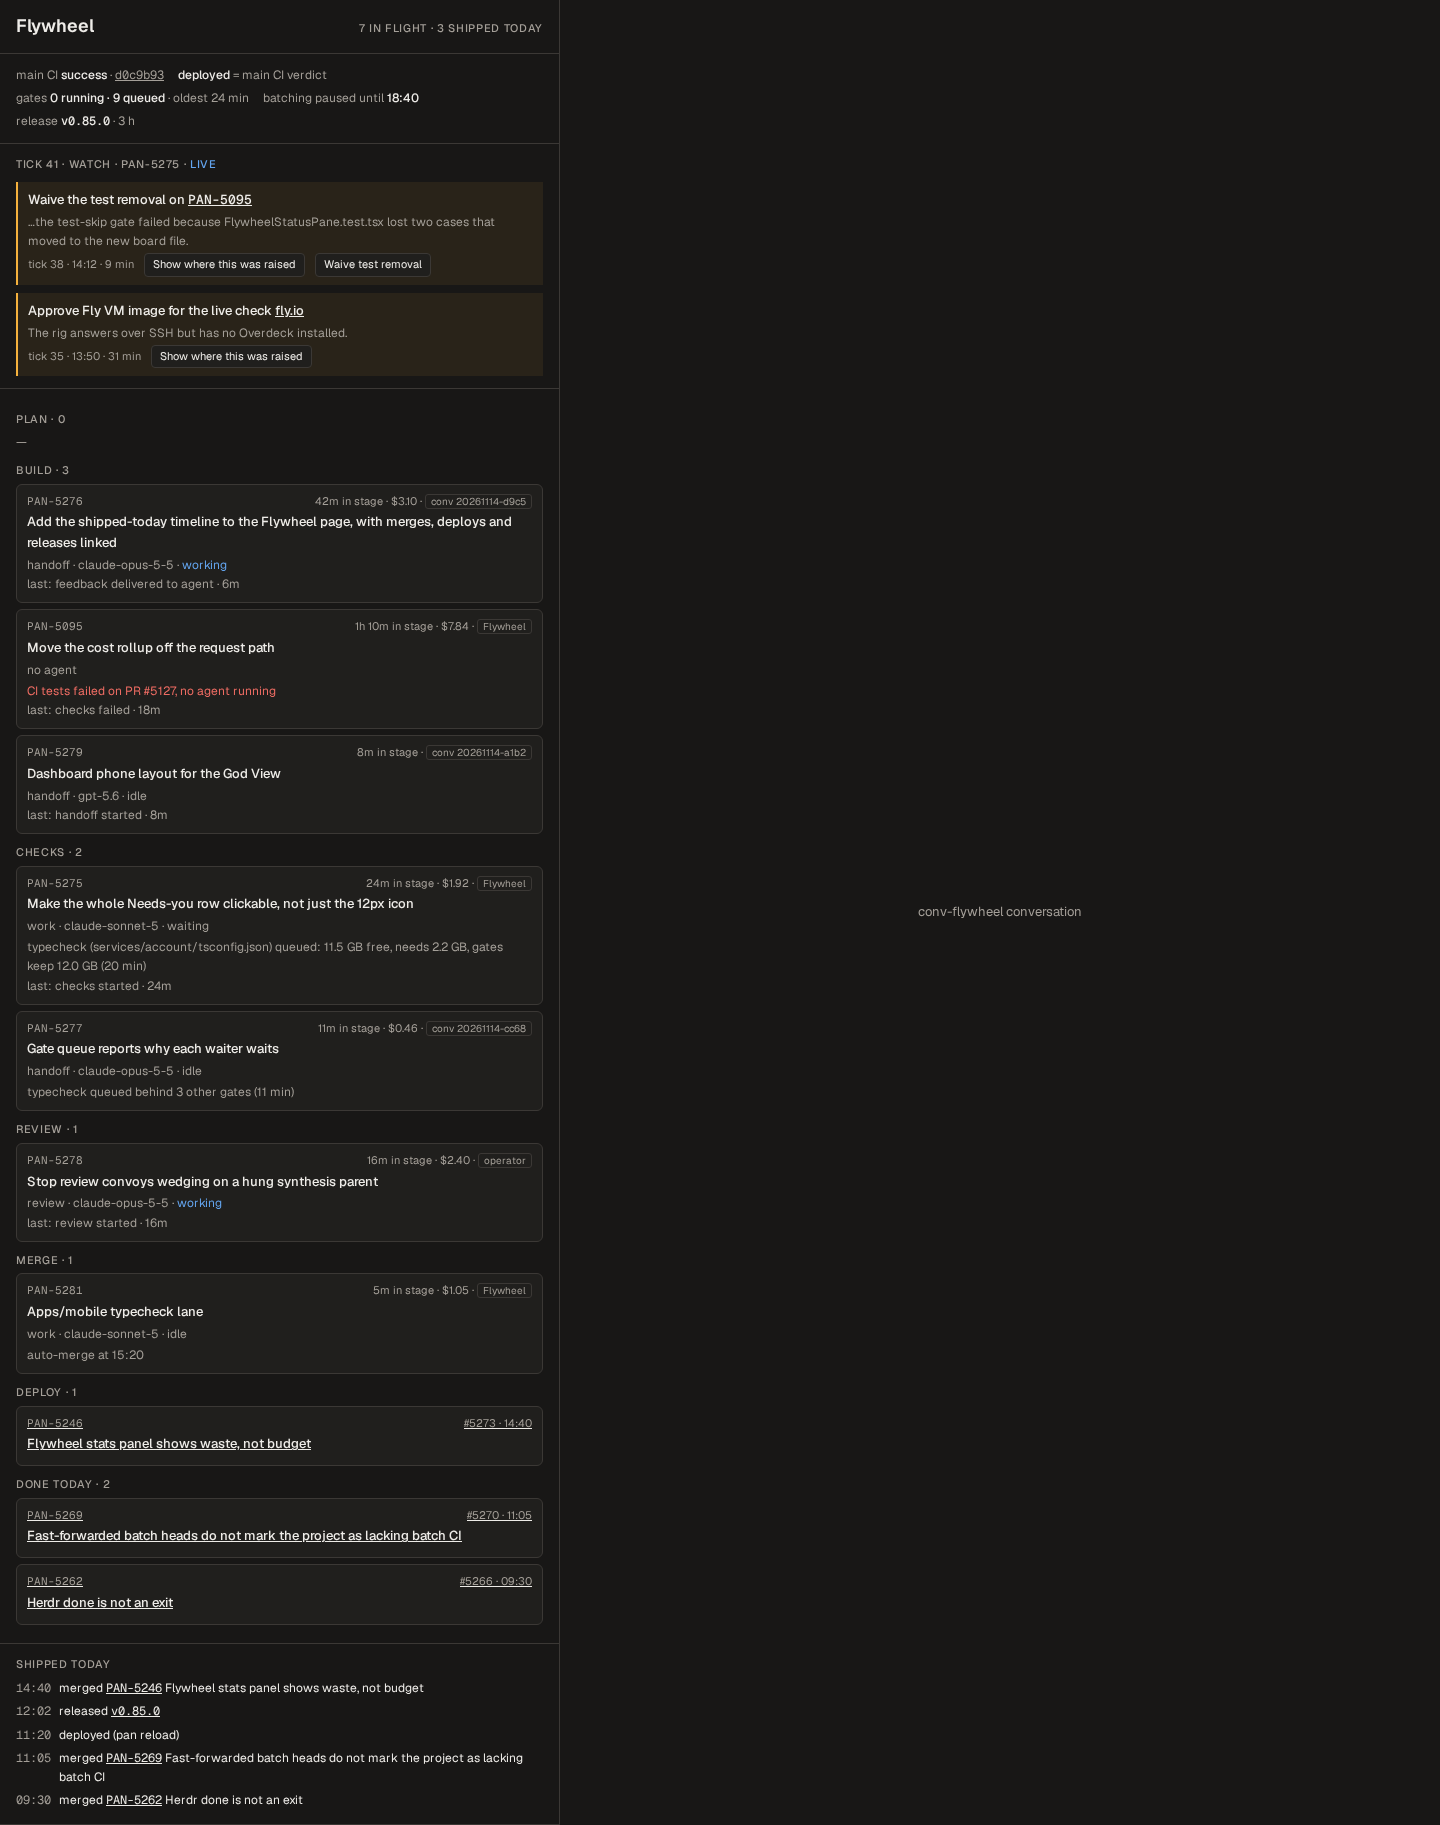 Flywheel
7 IN FLIGHT · 3 SHIPPED TODAY
main CI success · d0c9b93 deployed = main CI verdict
gates 0 running · 9 queued · oldest 24 min batching paused until 18:40
release v0.85.0 · 3 h
TICK 41 · WATCH · PAN-5275 · LIVE
Waive the test removal on PAN-5095
…the test-skip gate failed because FlywheelStatusPane.test.tsx lost two cases that
moved to the new board file.
tick 38 · 14:12 · 9 min Show where this was raised Waive test removal
Approve Fly VM image for the live check fly.io
The rig answers over SSH but has no Overdeck installed.
tick 35 · 13:50 · 31 min Show where this was raised
PLAN · 0
—
BUILD · 3
PAN-5276 42m in stage · $3.10 · conv 20261114-d9c5
Add the shipped-today timeline to the Flywheel page, with merges, deploys and
releases linked
handoff · claude-opus-5-5 · working
last: feedback delivered to agent · 6m
PAN-5095 1h 10m in stage · $7.84 · Flywheel
Move the cost rollup off the request path
no agent
CI tests failed on PR #5127, no agent running
last: checks failed · 18m
PAN-5279 8m in stage · conv 20261114-a1b2
Dashboard phone layout for the God View
handoff · gpt-5.6 · idle
last: handoff started · 8m
CHECKS · 2
PAN-5275 24m in stage · $1.92 · Flywheel
Make the whole Needs-you row clickable, not just the 12px icon
work · claude-sonnet-5 · waiting
typecheck (services/account/tsconfig.json) queued: 11.5 GB free, needs 2.2 GB, gates
keep 12.0 GB (20 min)
last: checks started · 24m
PAN-5277 11m in stage · $0.46 · conv 20261114-cc68
Gate queue reports why each waiter waits
handoff · claude-opus-5-5 · idle
typecheck queued behind 3 other gates (11 min)
REVIEW · 1
PAN-5278 16m in stage · $2.40 · operator
Stop review convoys wedging on a hung synthesis parent
review · claude-opus-5-5 · working
last: review started · 16m
MERGE · 1
PAN-5281 5m in stage · $1.05 · Flywheel
Apps/mobile typecheck lane
work · claude-sonnet-5 · idle
auto-merge at 15:20
DEPLOY · 1
PAN-5246 #5273 · 14:40
Flywheel stats panel shows waste, not budget
DONE TODAY · 2
PAN-5269 #5270 · 11:05
Fast-forwarded batch heads do not mark the project as lacking batch CI
PAN-5262 #5266 · 09:30
Herdr done is not an exit
SHIPPED TODAY
14:40 merged PAN-5246 Flywheel stats panel shows waste, not budget
12:02 released v0.85.0
11:20 deployed (pan reload)
11:05 merged PAN-5269 Fast-forwarded batch heads do not mark the project as lacking
batch CI
09:30 merged PAN-5262 Herdr done is not an exit
conv-flywheel conversation